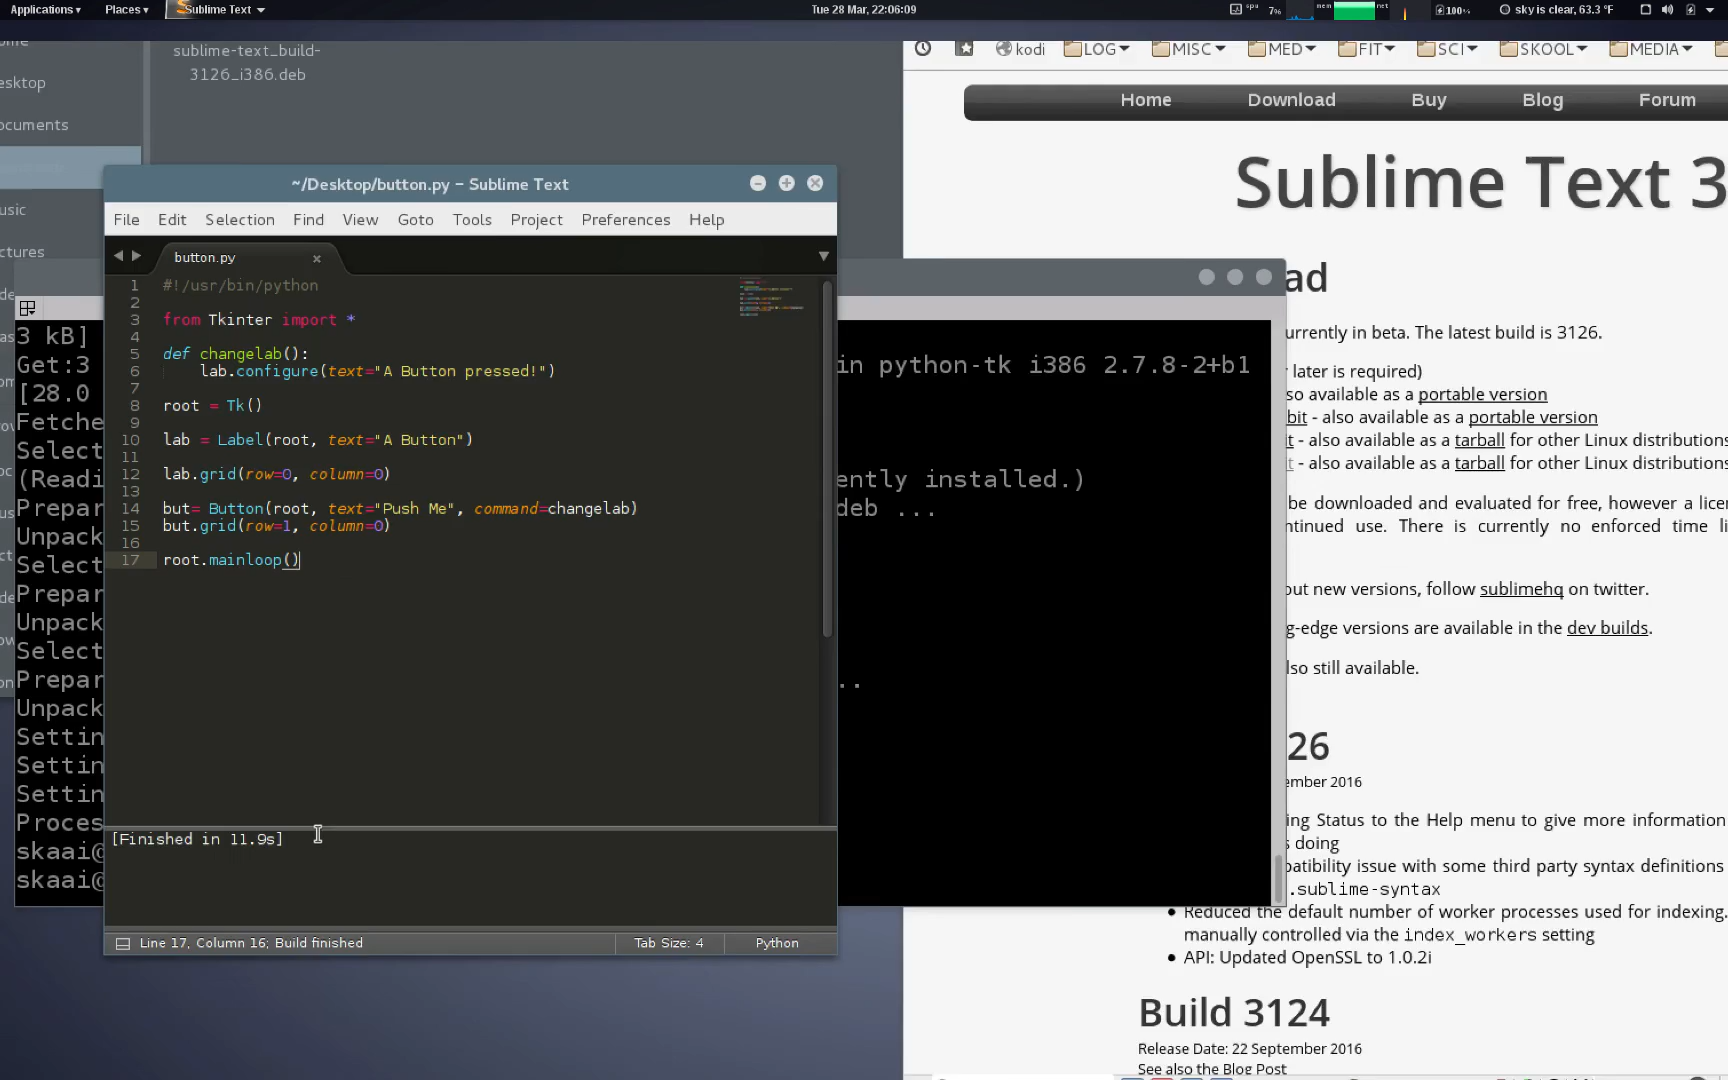 Applications
Places
Sublime Text
Tue 28 Mar, 22:06:09
cpu 7%
mem
net
100%
sky is clear, 63.3 °F
sublime-text_build-
3126_i386.deb
kodi
LOG
MISC
MED
FIT
SCI
SKOOL
MEDIA
Home
Download
Buy
Blog
Forum
Sublime Text 3
esktop
ocuments
usic
ctures
~/Desktop/button.py – Sublime Text
File
Edit
Selection
Find
View
Goto
Tools
Project
Preferences
Help
button.py
1 #!/usr/bin/python
2
3 from Tkinter import *
4
5 def changelab():
6 lab.configure(text="A Button pressed!")
7
8 root = Tk()
9
10 lab = Label(root, text="A Button")
11
12 lab.grid(row=0, column=0)
13
14 but= Button(root, text="Push Me", command=changelab)
15 but.grid(row=1, column=0)
16
17 root.mainloop()
[Finished in 11.9s]
Line 17, Column 16; Build finished
Tab Size: 4
Python
3 kB]
Get:3
in python-tk i386 2.7.8-2+b1
[28.0
Fetche
Select
(Readi
ently installed.)
Prepar
deb ...
Unpack
Select
Prepar
Unpack
Select
Prepar
..
Unpack
Settin
Settin
Settin
Proces
skaai@
skaai@
ad
urrently in beta. The latest build is 3126.
later is required)
so available as a portable version
bit - also available as a portable version
it - also available as a tarball for other Linux distributions
it - also available as a tarball for other Linux distributions
be downloaded and evaluated for free, however a lice
ntinued use. There is currently no enforced time li
out new versions, follow sublimehq on twitter.
g-edge versions are available in the dev builds.
lso still available.
26
ember 2016
ing Status to the Help menu to give more information
s doing
patibility issue with some third party syntax definitions
.sublime-syntax
Reduced the default number of worker processes used for indexing.
manually controlled via the index_workers setting
API: Updated OpenSSL to 1.0.2i
Build 3124
Release Date: 22 September 2016
See also the Blog Post